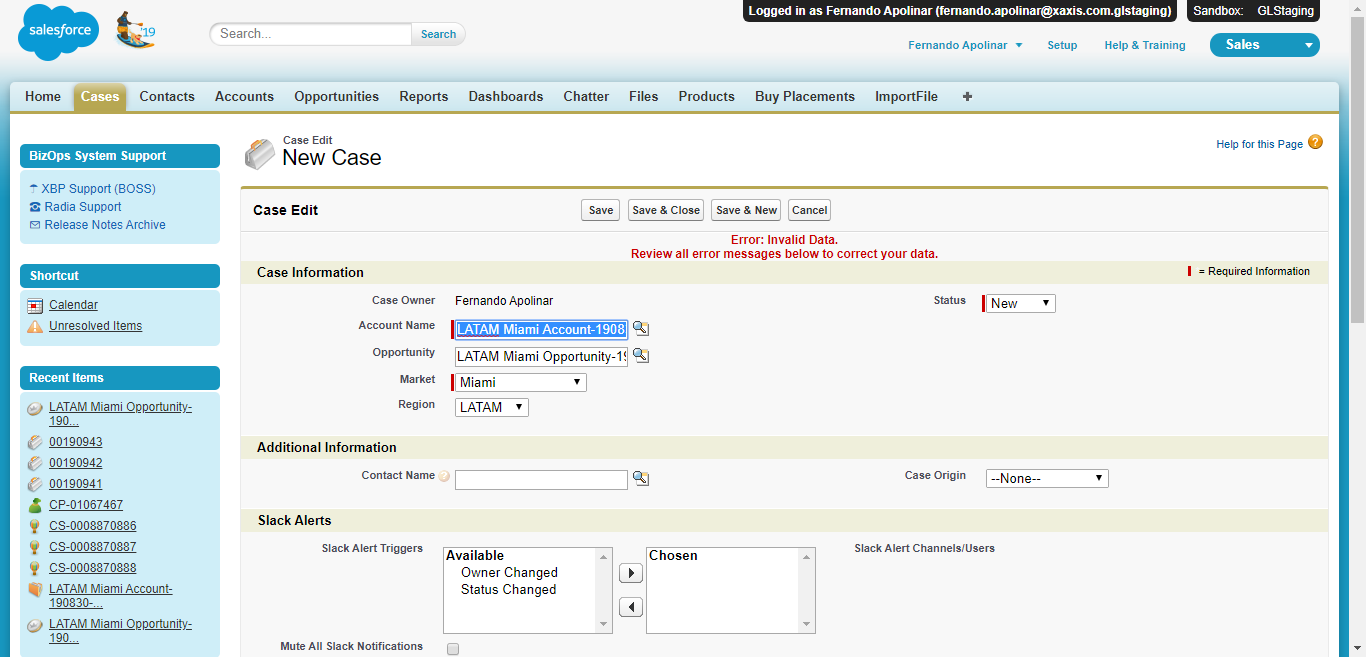 Logged in as Fernando Apolinar (fernando.apolinar@xaxis.com.glstaging)
Sandbox: GLStaging
salesforce
'19
Search...
Search
Fernando Apolinar
Setup
Help & Training
Sales
Home
Cases
Contacts
Accounts
Opportunities
Reports
Dashboards
Chatter
Files
Products
Buy Placements
ImportFile
+
BizOps System Support
XBP Support (BOSS)
Radia Support
Release Notes Archive
Shortcut
Calendar
Unresolved Items
Recent Items
LATAM Miami Opportunity-
190...
00190943
00190942
00190941
CP-01067467
CS-0008870886
CS-0008870887
CS-0008870888
LATAM Miami Account-
190830-...
LATAM Miami Opportunity-
190...
Case Edit
New Case
Help for this Page
?
Case Edit
Save
Save & Close
Save & New
Cancel
Error: Invalid Data.
Review all error messages below to correct your data.
Case Information
= Required Information
Case Owner Fernando Apolinar
Status New
Account Name LATAM Miami Account-1908
Opportunity LATAM Miami Opportunity-19
Market Miami
Region LATAM
Additional Information
Contact Name ?
Case Origin --None--
Slack Alerts
Slack Alert Triggers
Available
Owner Changed
Status Changed
Chosen
Slack Alert Channels/Users
Mute All Slack Notifications